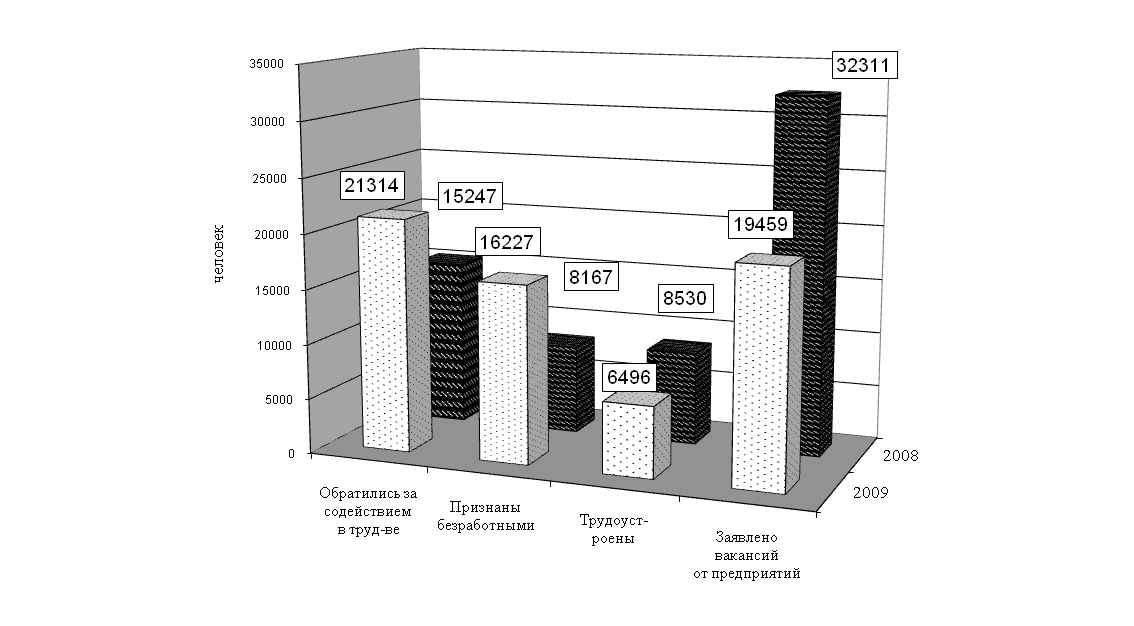 35000
30000
25000
20000
15000
10000
5000
0
человек
32311
21314
15247
19459
16227
8167
8530
6496
2008
2009
Обратились за
содействием
в труд-ве
Признаны
безработными
Трудоуст-
роены
Заявлено
вакансий
от предприятий